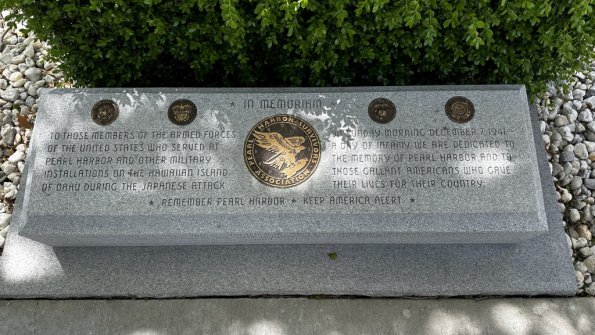 ★ IN MEMORIAM ★
TO THOSE MEMBERS OF THE ARMED FORCES
OF THE UNITED STATES WHO SERVED AT
PEARL HARBOR AND OTHER MILITARY
INSTALLATIONS ON THE HAWAIIAN ISLAND
OF OAHU DURING THE JAPANESE ATTACK
PEARL HARBOR SURVIVORS ASSOCIATION
SUNDAY MORNING DECEMBER 7, 1941,
A DAY OF INFAMY. WE ARE DEDICATED
TO THE MEMORY OF PEARL HARBOR AND TO
THOSE GALLANT AMERICANS WHO GAVE
THEIR LIVES FOR THEIR COUNTRY.
★ REMEMBER PEARL HARBOR ★ KEEP AMERICA ALERT ★